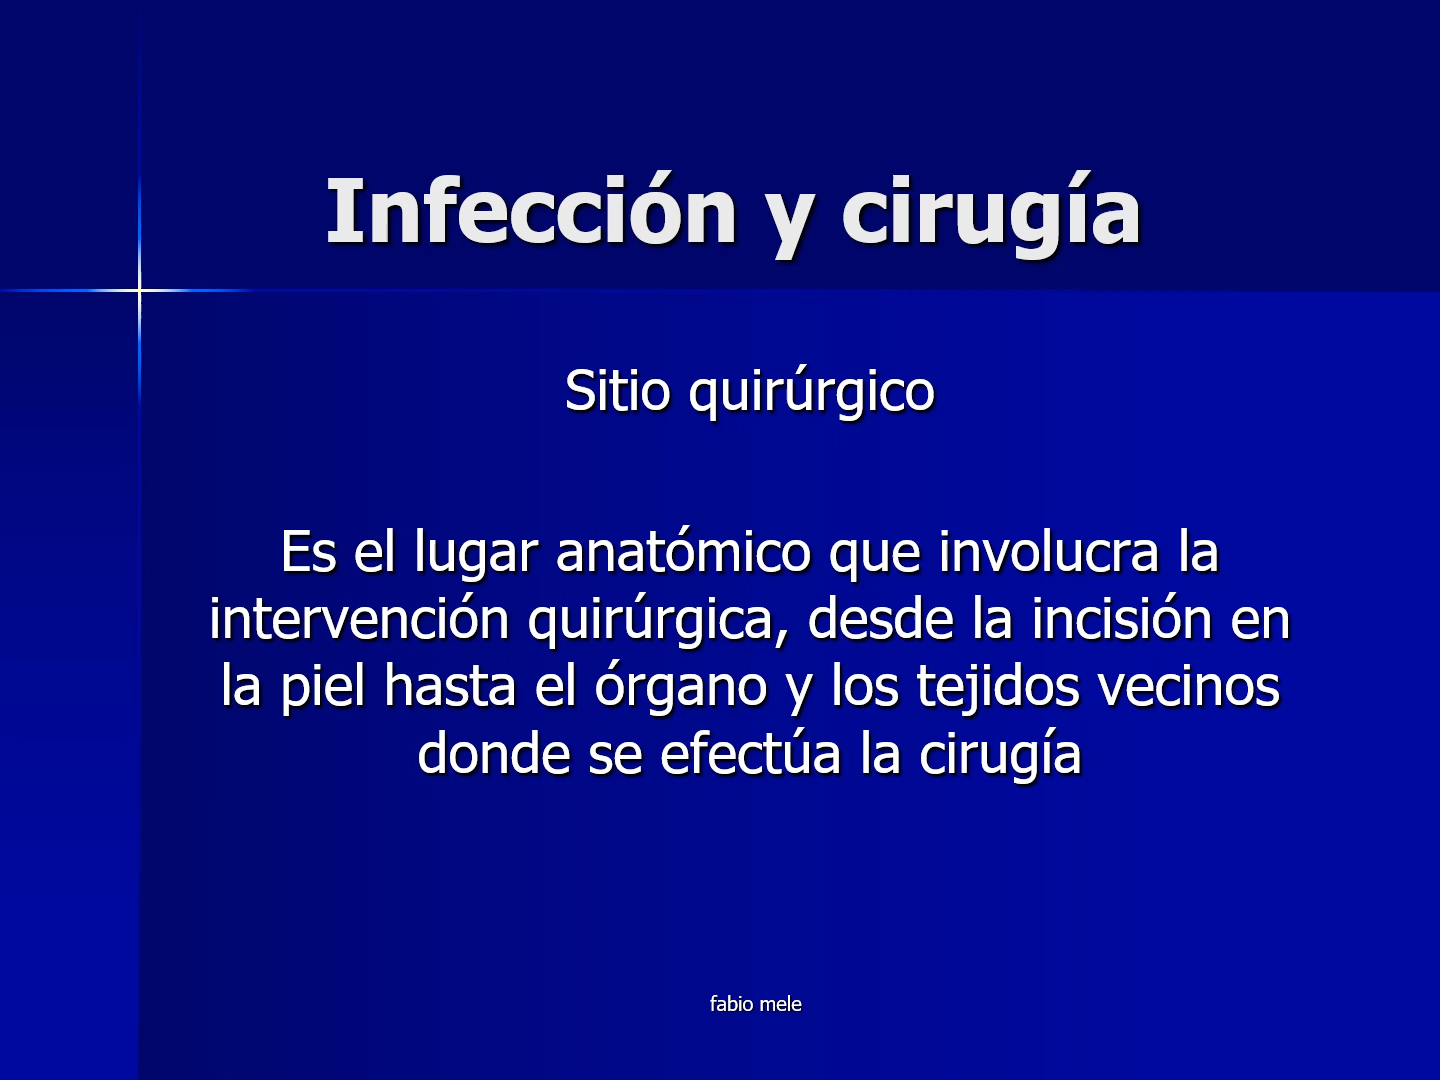 Infección y cirugía
Sitio quirúrgico
Es el lugar anatómico que involucra la
intervención quirúrgica, desde la incisión en
la piel hasta el órgano y los tejidos vecinos
donde se efectúa la cirugía
fabio mele